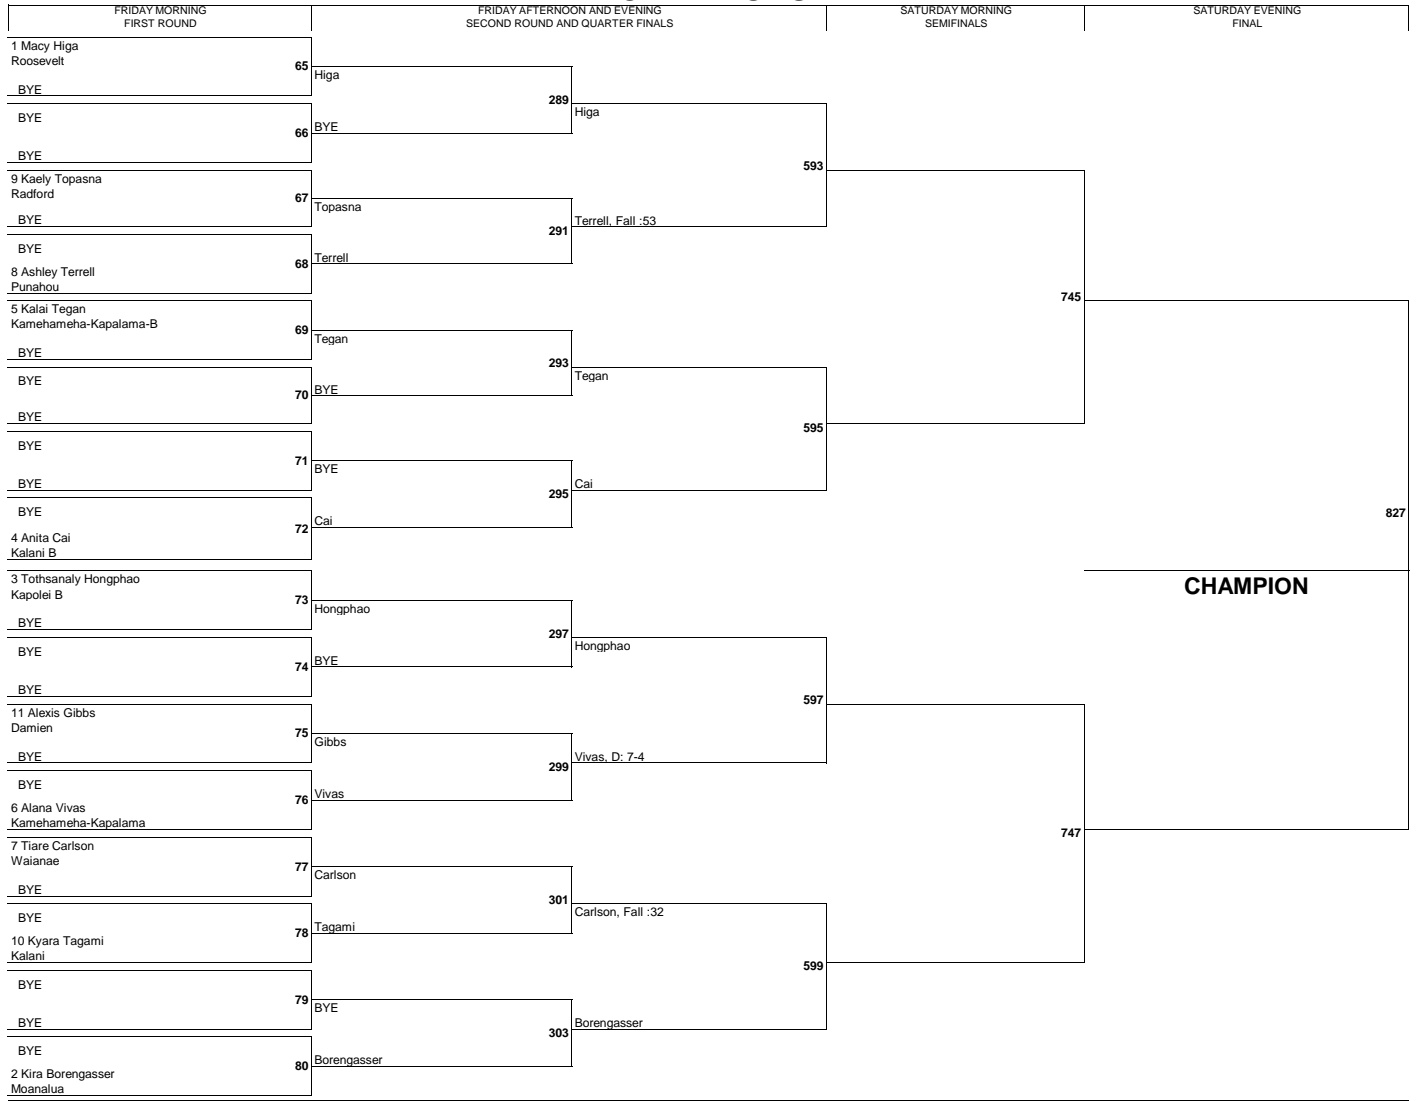 FRIDAY MORNING
FIRST ROUND
FRIDAY AFTERNOON AND EVENING
SECOND ROUND AND QUARTER FINALS
SATURDAY MORNING
SEMIFINALS
SATURDAY EVENING
FINAL
1 Macy Higa
Roosevelt
65
BYE
BYE
66
BYE
9 Kaely Topasna
Radford
67
BYE
BYE
68
8 Ashley Terrell
Punahou
5 Kalai Tegan
Kamehameha-Kapalama-B
69
BYE
BYE
70
BYE
BYE
71
BYE
BYE
72
4 Anita Cai
Kalani B
3 Tothsanaly Hongphao
Kapolei B
73
BYE
BYE
74
BYE
11 Alexis Gibbs
Damien
75
BYE
BYE
76
6 Alana Vivas
Kamehameha-Kapalama
7 Tiare Carlson
Waianae
77
BYE
BYE
78
10 Kyara Tagami
Kalani
BYE
79
BYE
BYE
80
2 Kira Borengasser
Moanalua
Higa
289
BYE
Topasna
291
Terrell
Tegan
293
BYE
BYE
295
Cai
Hongphao
297
BYE
Gibbs
299
Vivas
Carlson
301
Tagami
BYE
303
Borengasser
Higa
593
Terrell, Fall :53
Tegan
595
Cai
Hongphao
597
Vivas, D: 7-4
Carlson, Fall :32
599
Borengasser
745
747
827
CHAMPION